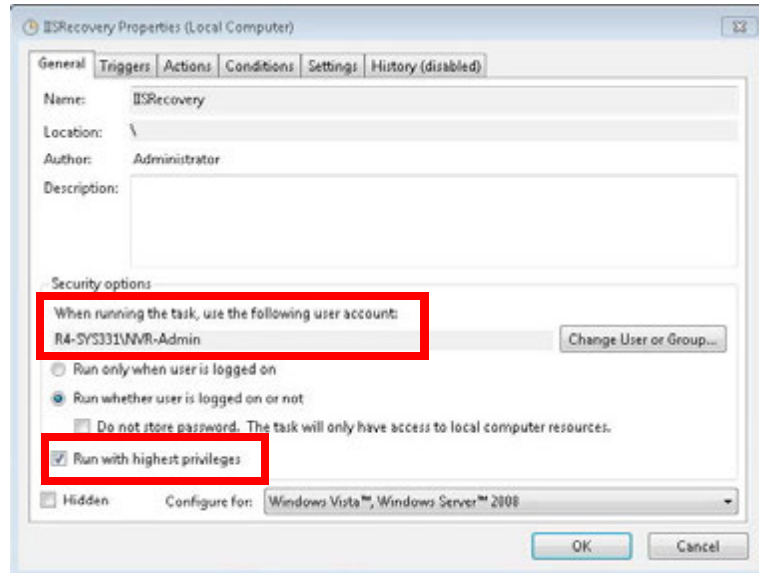 IISRecovery Properties (Local Computer)
General Triggers Actions Conditions Settings History (disabled)
Name: IISRecovery
Location: \
Author: Administrator
Description:
Security options
When running the task, use the following user account:
R4-SYS331\NVR-Admin Change User or Group...
Run only when user is logged on
Run whether user is logged on or not
Do not store password. The task will only have access to local computer resources.
Run with highest privileges
Hidden Configure for: Windows Vista™, Windows Server™ 2008
OK Cancel